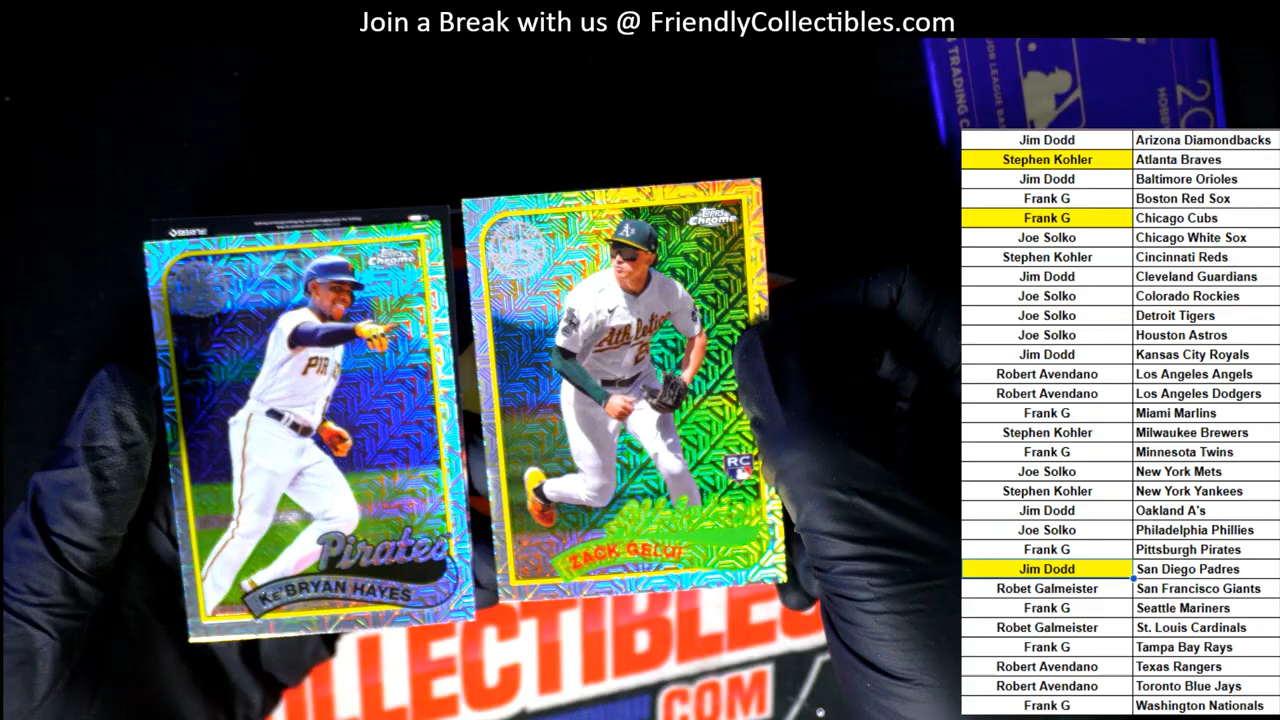 Join a Break with us @ FriendlyCollectibles.com
Jim Dodd Arizona Diamondbacks
Stephen Kohler Atlanta Braves
Jim Dodd Baltimore Orioles
Frank G Boston Red Sox
Frank G Chicago Cubs
Joe Solko Chicago White Sox
Stephen Kohler Cincinnati Reds
Jim Dodd Cleveland Guardians
Joe Solko Colorado Rockies
Joe Solko Detroit Tigers
Joe Solko Houston Astros
Jim Dodd Kansas City Royals
Robert Avendano Los Angeles Angels
Robert Avendano Los Angeles Dodgers
Frank G Miami Marlins
Stephen Kohler Milwaukee Brewers
Frank G Minnesota Twins
Joe Solko New York Mets
Stephen Kohler New York Yankees
Jim Dodd Oakland A's
Joe Solko Philadelphia Phillies
Frank G Pittsburgh Pirates
Jim Dodd San Diego Padres
Robet Galmeister San Francisco Giants
Frank G Seattle Mariners
Robet Galmeister St. Louis Cardinals
Frank G Tampa Bay Rays
Robert Avendano Texas Rangers
Robert Avendano Toronto Blue Jays
Frank G Washington Nationals
Topps Chrome
PIR
Pirates
KE'BRYAN HAYES
Topps Chrome
A's
Athletics
RC
ZACK GELOF
TRADING
20
HOBBY
COLLECTIBLES
.COM